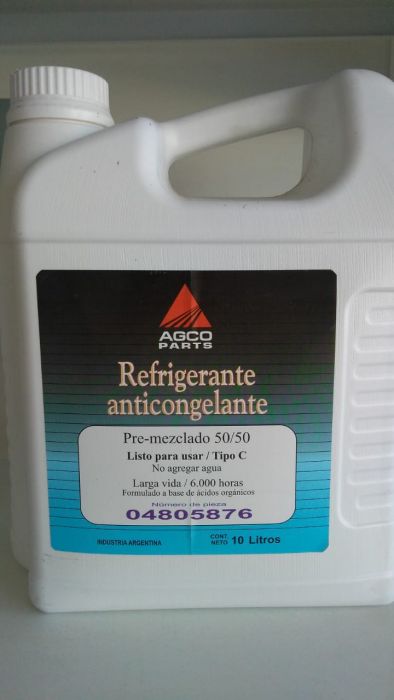 AGCO
PARTS
Refrigerante
anticongelante
Pre-mezclado 50/50
Listo para usar / Tipo C
No agregar agua
Larga vida / 6.000 horas
Formulado a base de ácidos orgánicos
Número de pieza
04805876
INDUSTRIA ARGENTINA
CONT. NETO 10 Litros